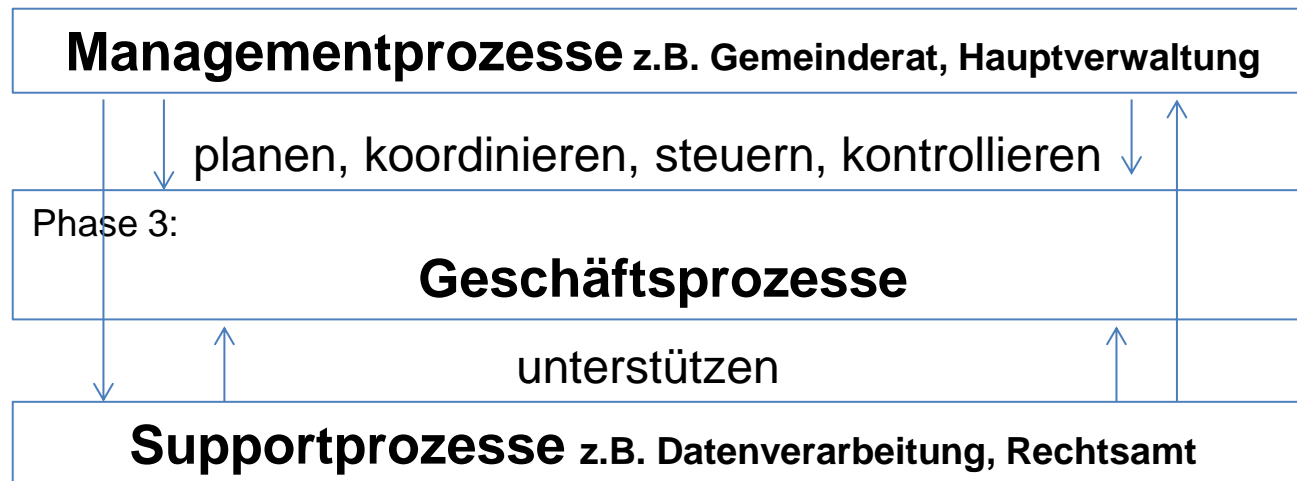 Managementprozesse z.B. Gemeinderat, Hauptverwaltung
planen, koordinieren, steuern, kontrollieren
Phase 3:
Geschäftsprozesse
unterstützen
Supportprozesse z.B. Datenverarbeitung, Rechtsamt